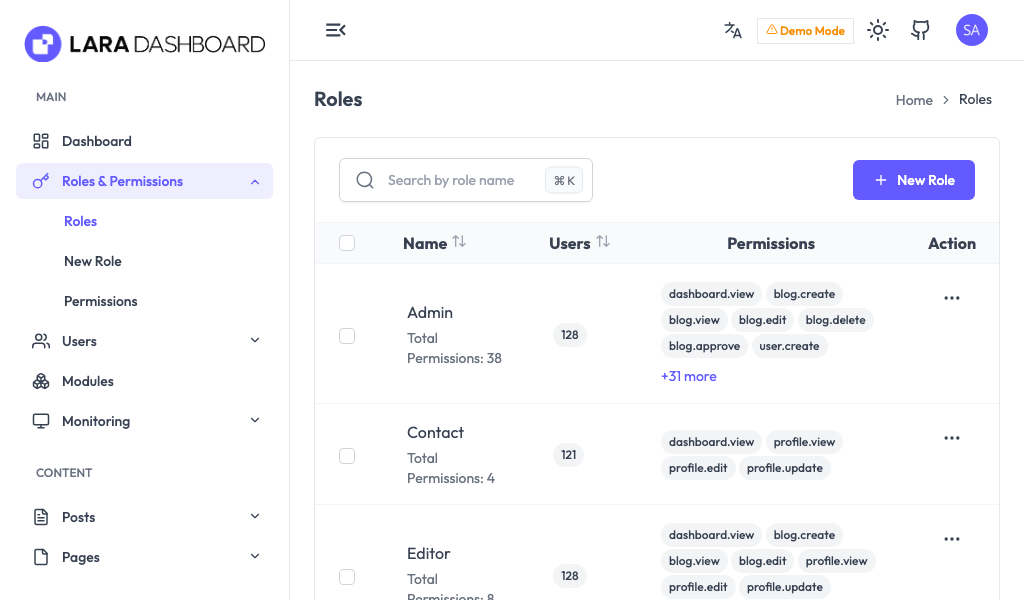 LARA DASHBOARD
MAIN
Dashboard
Roles & Permissions
Roles
New Role
Permissions
Users
Modules
Monitoring
CONTENT
Posts
Pages
Demo Mode
SA
Roles
Home > Roles
Search by role name
⌘ K
+ New Role
Name Users Permissions Action
Admin
Total
Permissions: 38
128
dashboard.view blog.create
blog.view blog.edit blog.delete
blog.approve user.create
+31 more
Contact
Total
Permissions: 4
121
dashboard.view profile.view
profile.edit profile.update
Editor
Total
Permissions: 8
128
dashboard.view blog.create
blog.view blog.edit profile.view
profile.edit profile.update